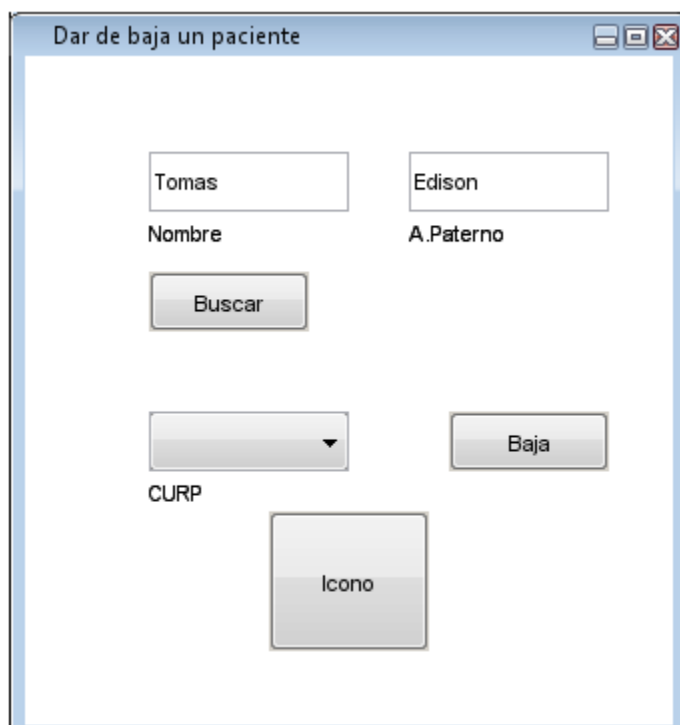 Dar de baja un paciente
Tomas Edison
Nombre A.Paterno
Buscar
Baja
CURP
Icono